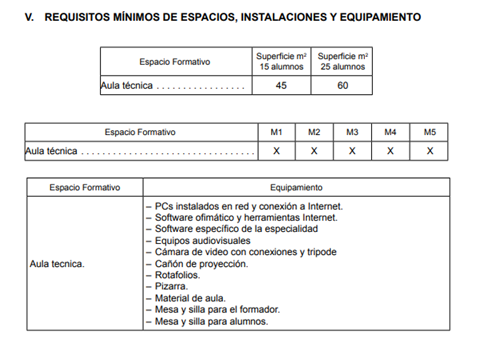 V. REQUISITOS MÍNIMOS DE ESPACIOS, INSTALACIONES Y EQUIPAMIENTO
Espacio Formativo
Superficie m²
15 alumnos
Superficie m²
25 alumnos
Aula técnica . . . . . . . . . . . . . . . . . 45 60
Espacio Formativo M1 M2 M3 M4 M5
Aula técnica . . . . . . . . . . . . . . . . . . . . . . . . . . . . . . . . . X X X X X
Espacio Formativo Equipamiento
Aula tecnica.
– PCs instalados en red y conexión a Internet.
– Software ofimático y herramientas Internet.
– Software específico de la especialidad
– Equipos audiovisuales
– Cámara de video con conexiones y tripode
– Cañón de proyección.
– Rotafolios.
– Pizarra.
– Material de aula.
– Mesa y silla para el formador.
– Mesa y silla para alumnos.